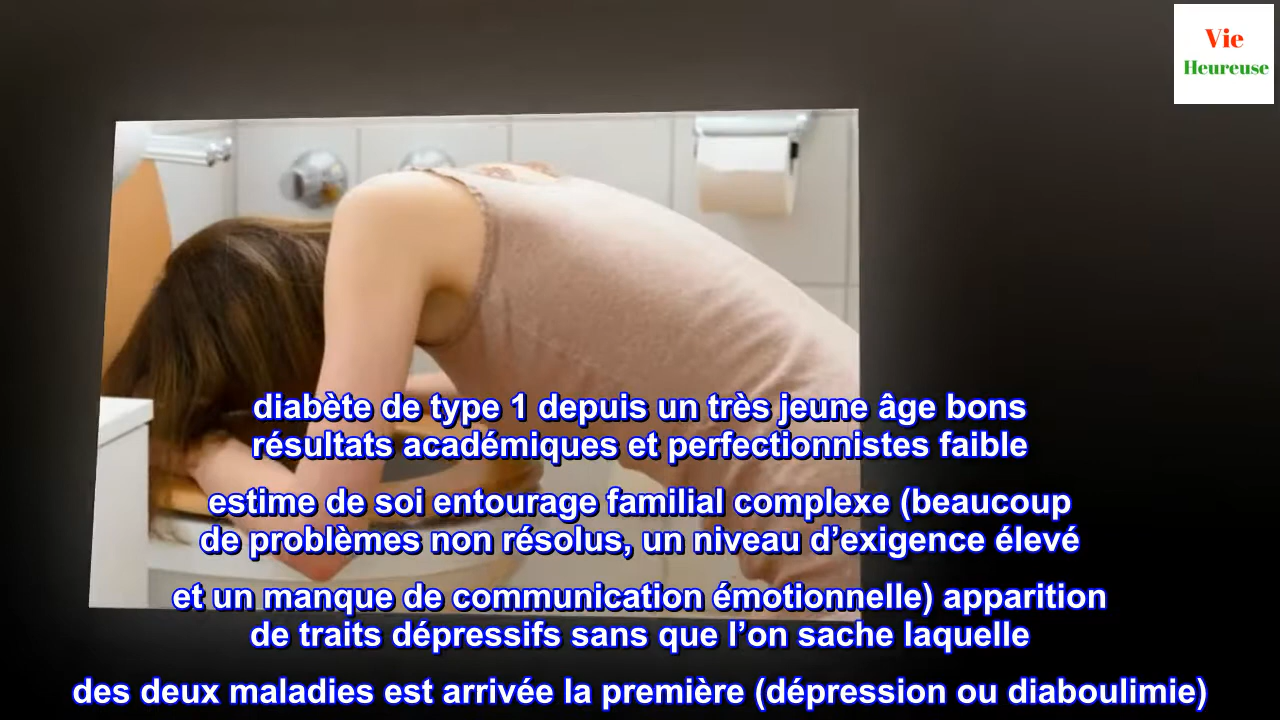 Vie
Heureuse
diabète de type 1 depuis un très jeune âge bons
résultats académiques et perfectionnistes faible
estime de soi entourage familial complexe (beaucoup
de problèmes non résolus, un niveau d’exigence élevé
et un manque de communication émotionnelle) apparition
de traits dépressifs sans que l’on sache laquelle
des deux maladies est arrivée la première (dépression ou diaboulimie)